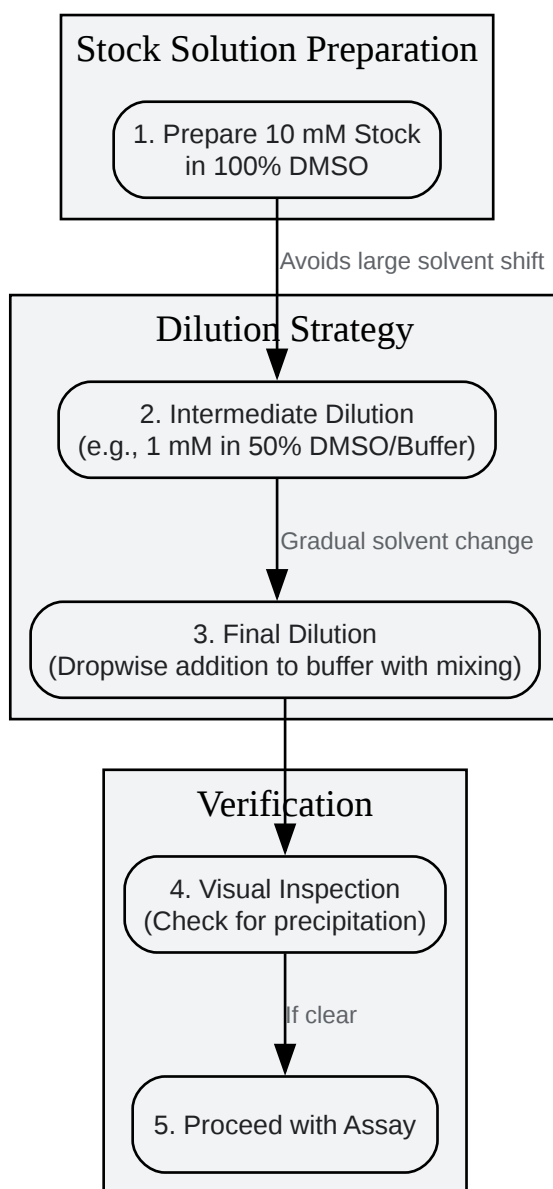 Stock Solution Preparation
1. Prepare 10 mM Stock
in 100% DMSO
Avoids large solvent shift
Dilution Strategy
2. Intermediate Dilution
(e.g., 1 mM in 50% DMSO/Buffer)
Gradual solvent change
3. Final Dilution
(Dropwise addition to buffer with mixing)
Verification
4. Visual Inspection
(Check for precipitation)
If clear
5. Proceed with Assay